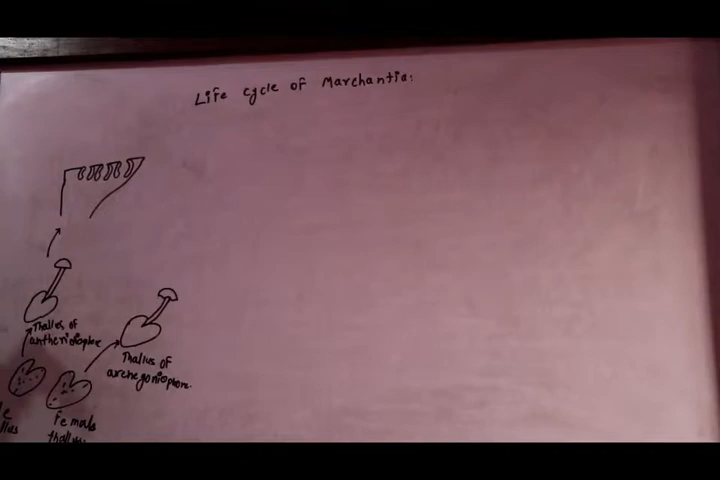 Life cycle of Marchantia:
Thallus of
antheridiophore
Thallus of
archegoniophore.
Female
thallus